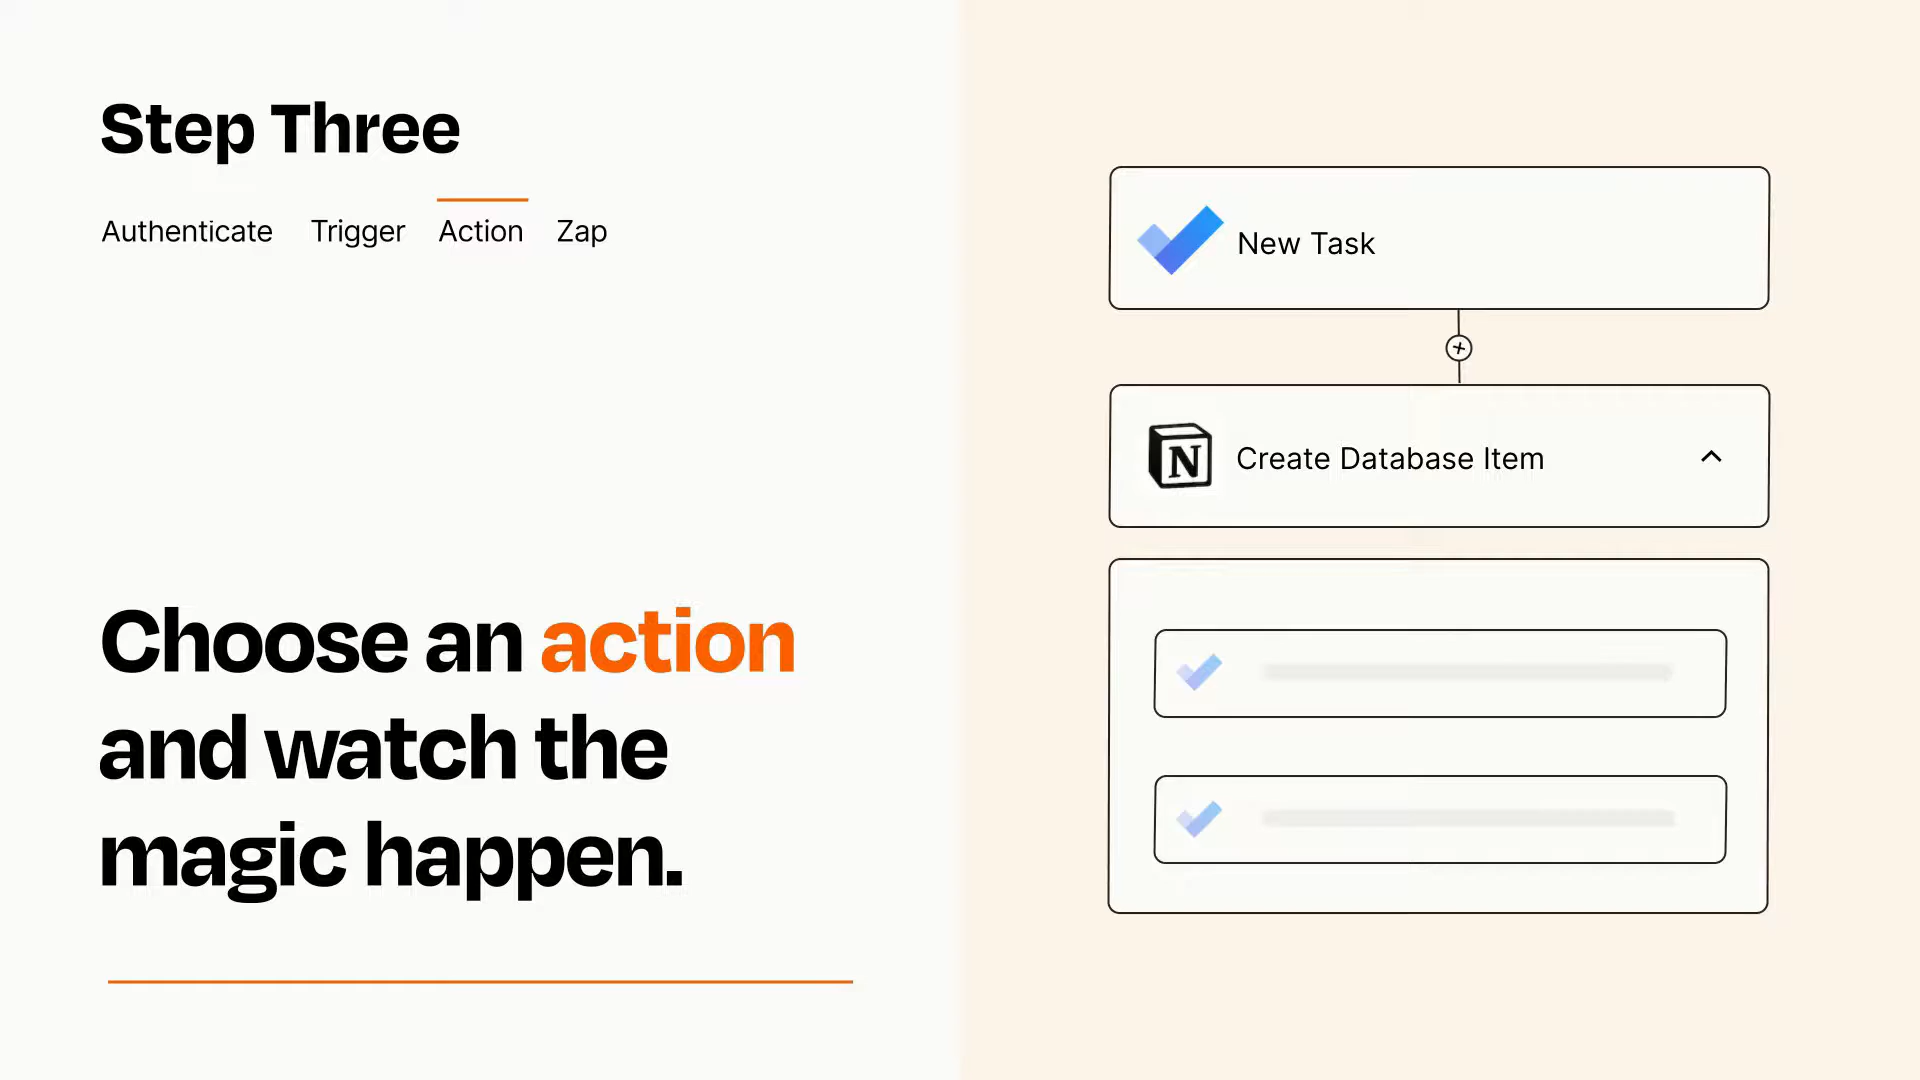 Step Three
Authenticate Trigger Action Zap
Choose an action
and watch the
magic happen.
New Task
N Create Database Item